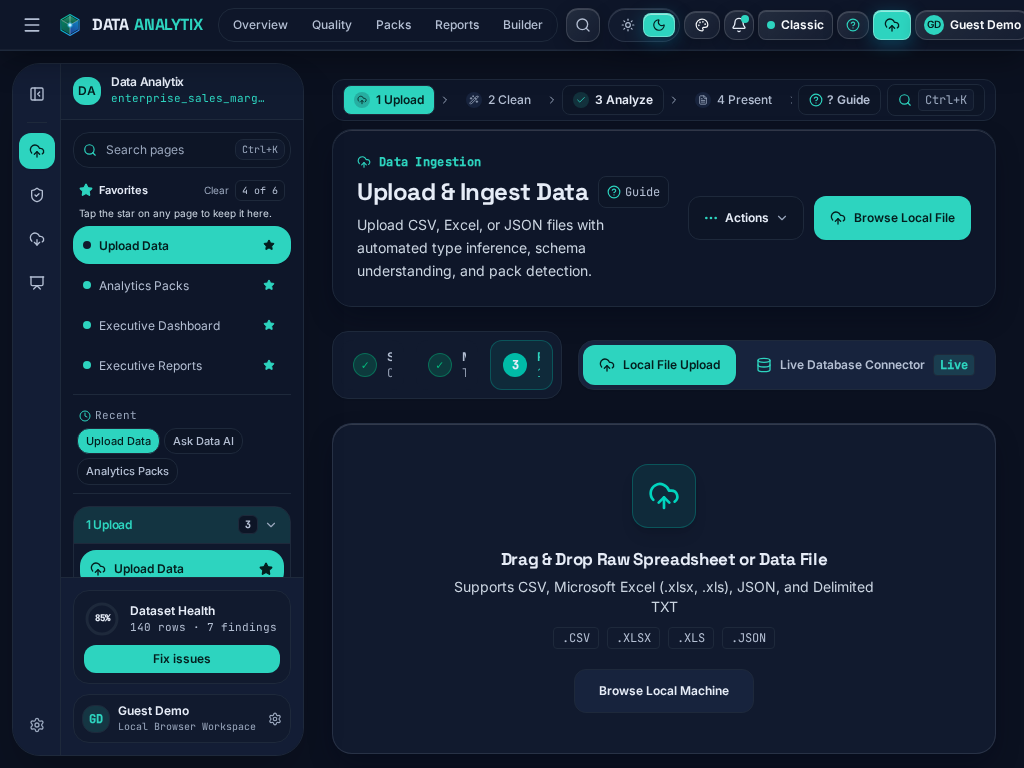 DATA ANALYTIX
Overview
Quality
Packs
Reports
Builder
Classic
GD
Guest Demo
DA
Data Analytix
enterprise_sales_marg…
Search pages
Ctrl+K
Favorites
Clear
4 of 6
Tap the star on any page to keep it here.
Upload Data
Analytics Packs
Executive Dashboard
Executive Reports
Recent
Upload Data
Ask Data AI
Analytics Packs
1 Upload
3
Upload Data
85%
Dataset Health
140 rows · 7 findings
Fix issues
GD
Guest Demo
Local Browser Workspace
1 Upload
2 Clean
3 Analyze
4 Present
? Guide
Ctrl+K
Data Ingestion
Upload & Ingest Data
Guide
Upload CSV, Excel, or JSON files with
automated type inference, schema
understanding, and pack detection.
Actions
Browse Local File
3
Local File Upload
Live Database Connector
Live
Drag & Drop Raw Spreadsheet or Data File
Supports CSV, Microsoft Excel (.xlsx, .xls), JSON, and Delimited
TXT
.CSV
.XLSX
.XLS
.JSON
Browse Local Machine